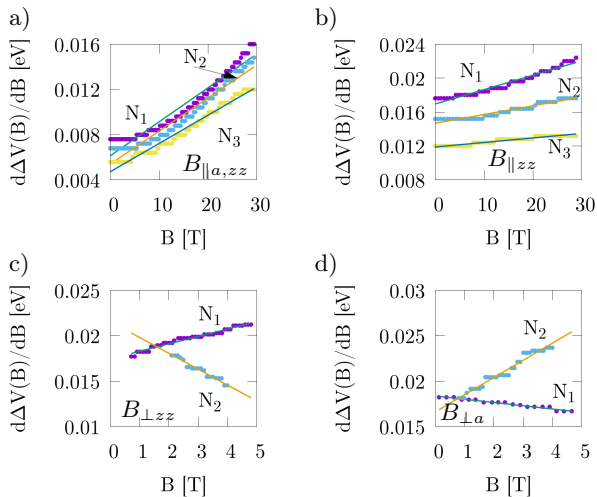 a)
dΔV(B)/dB [eV]
0.016
0.012
0.008
0.004
N₂
N₁
N₃
B∥a,zz
0 10 20 30
B [T]
b)
dΔV(B)/dB [eV]
0.024
0.020
0.016
0.012
0.008
N₁
N₂
N₃
B∥zz
0 10 20 30
B [T]
c)
dΔV(B)/dB [eV]
0.025
0.02
0.015
0.01
N₁
N₂
B⊥zz
1 2 3 4 5
B [T]
d)
dΔV(B)/dB [eV]
0.03
0.025
0.02
0.015
N₂
N₁
B⊥a
0 1 2 3 4 5
B [T]